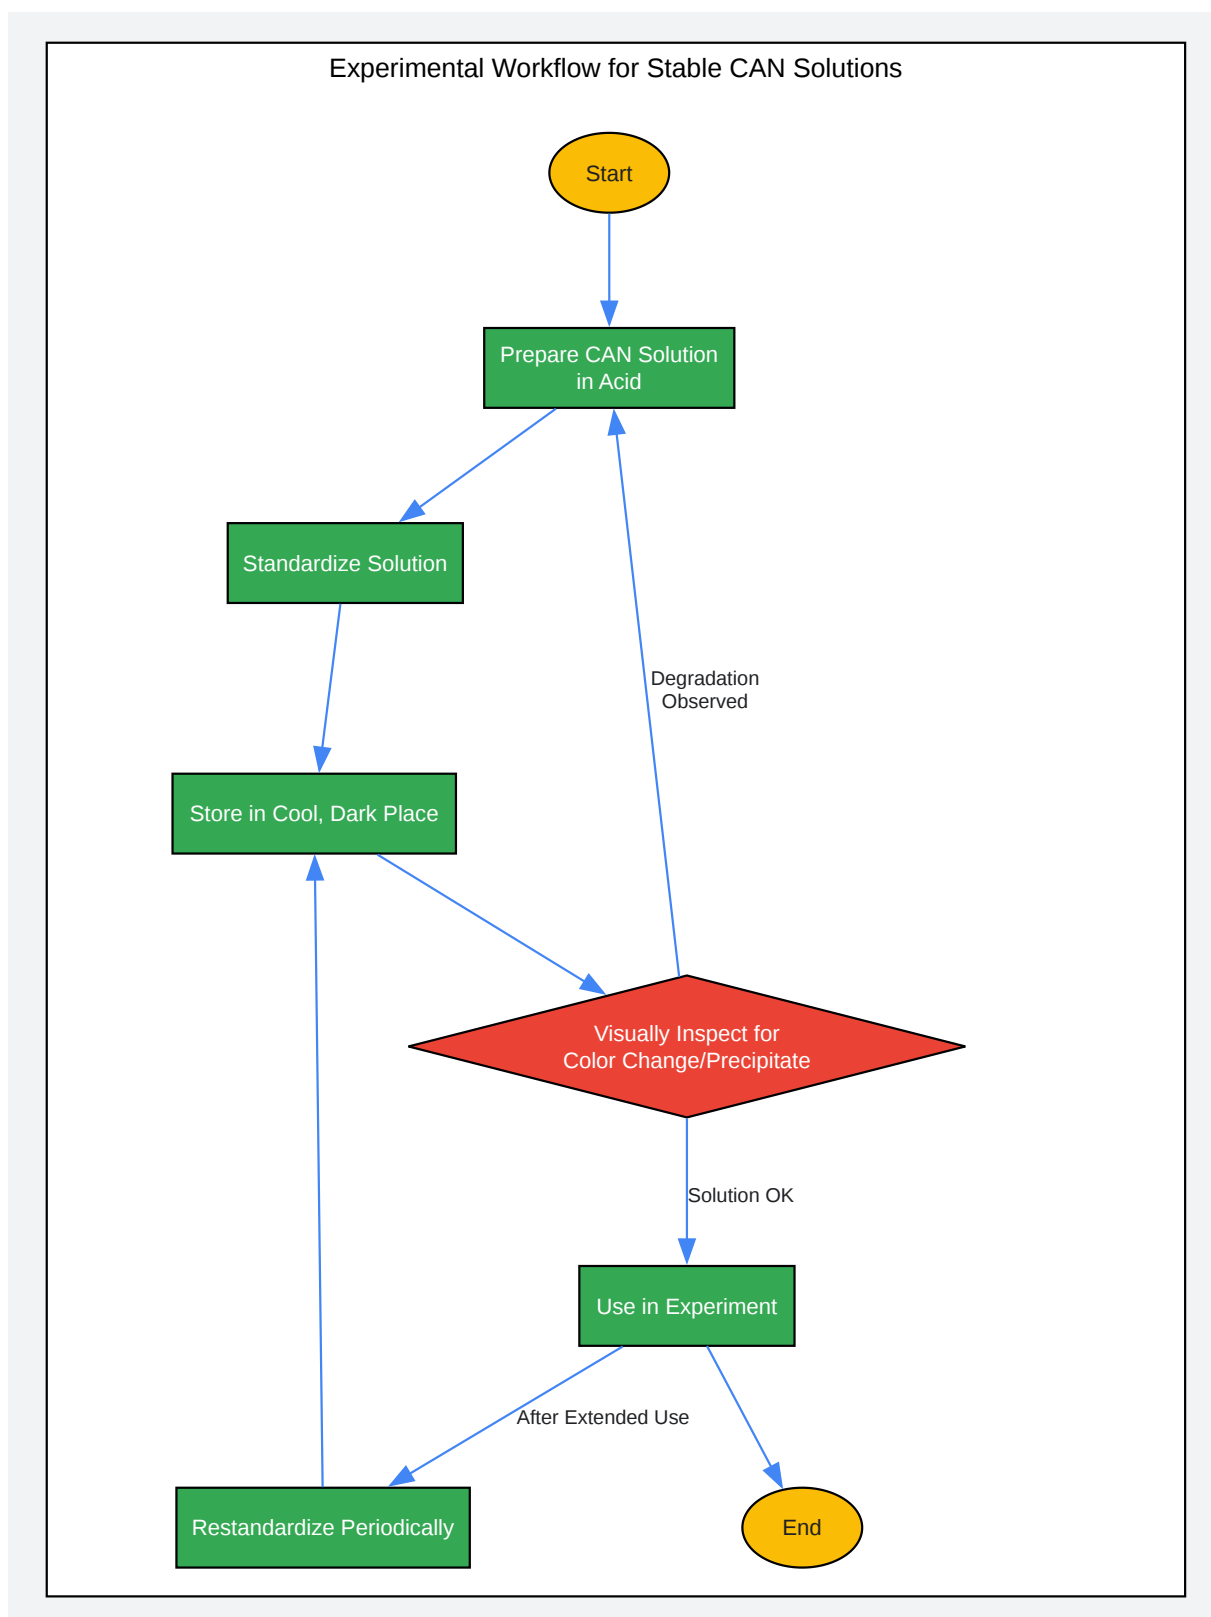 Experimental Workflow for Stable CAN Solutions
Start
Prepare CAN Solution
in Acid
Standardize Solution
Degradation
Observed
Store in Cool, Dark Place
Visually Inspect for
Color Change/Precipitate
Solution OK
Use in Experiment
After Extended Use
Restandardize Periodically
End